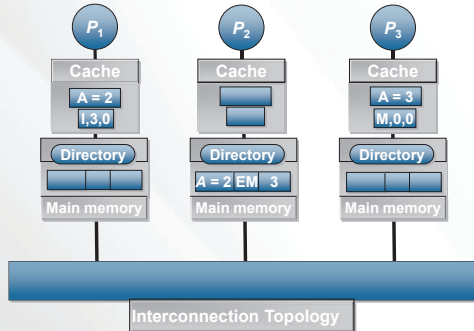 P1 P2 P3
Cache Cache Cache
A = 2 A = 3
I,3,0 M,0,0
Directory Directory Directory
A = 2 EM 3
Main memory Main memory Main memory
Interconnection Topology